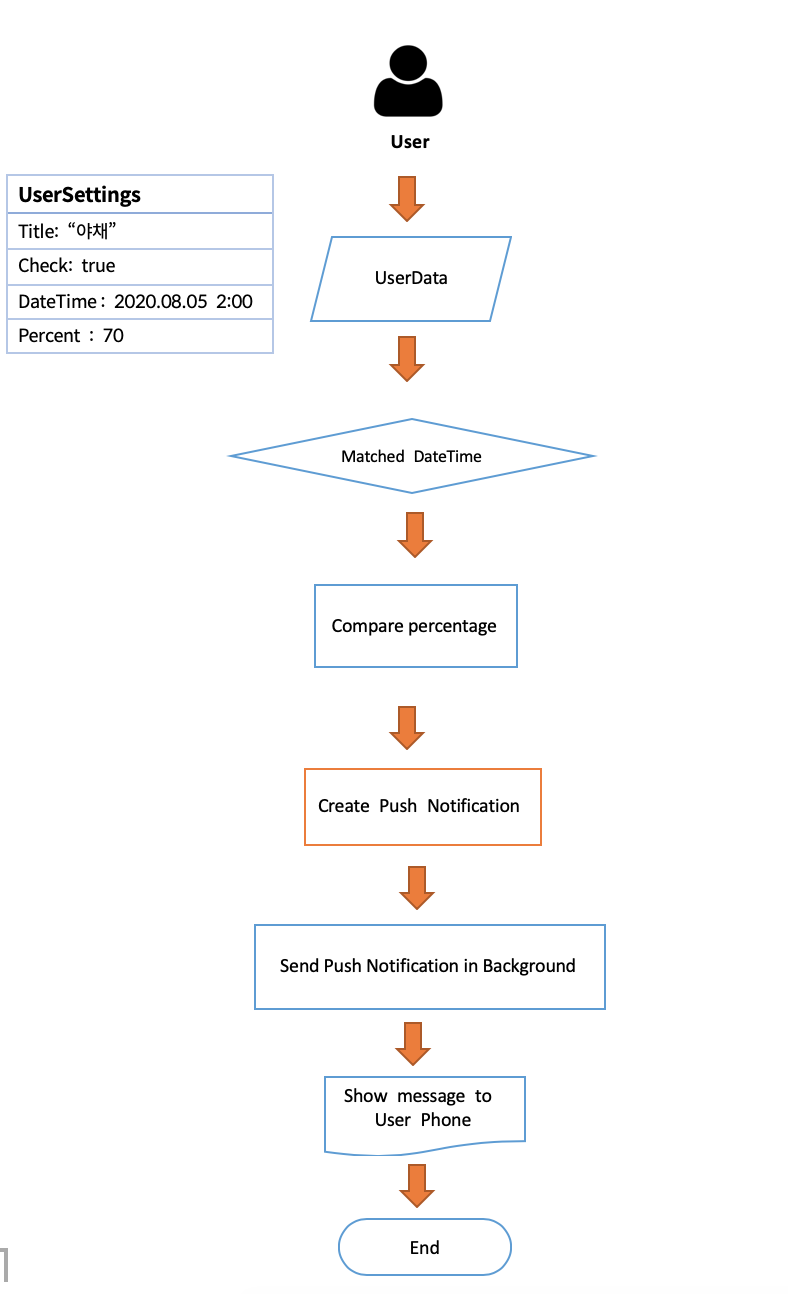 User
UserSettings
Title: “야채”
Check: true
DateTime : 2020.08.05 2:00
Percent : 70
UserData
Matched DateTime
Compare percentage
Create Push Notification
Send Push Notification in Background
Show message to
User Phone
End